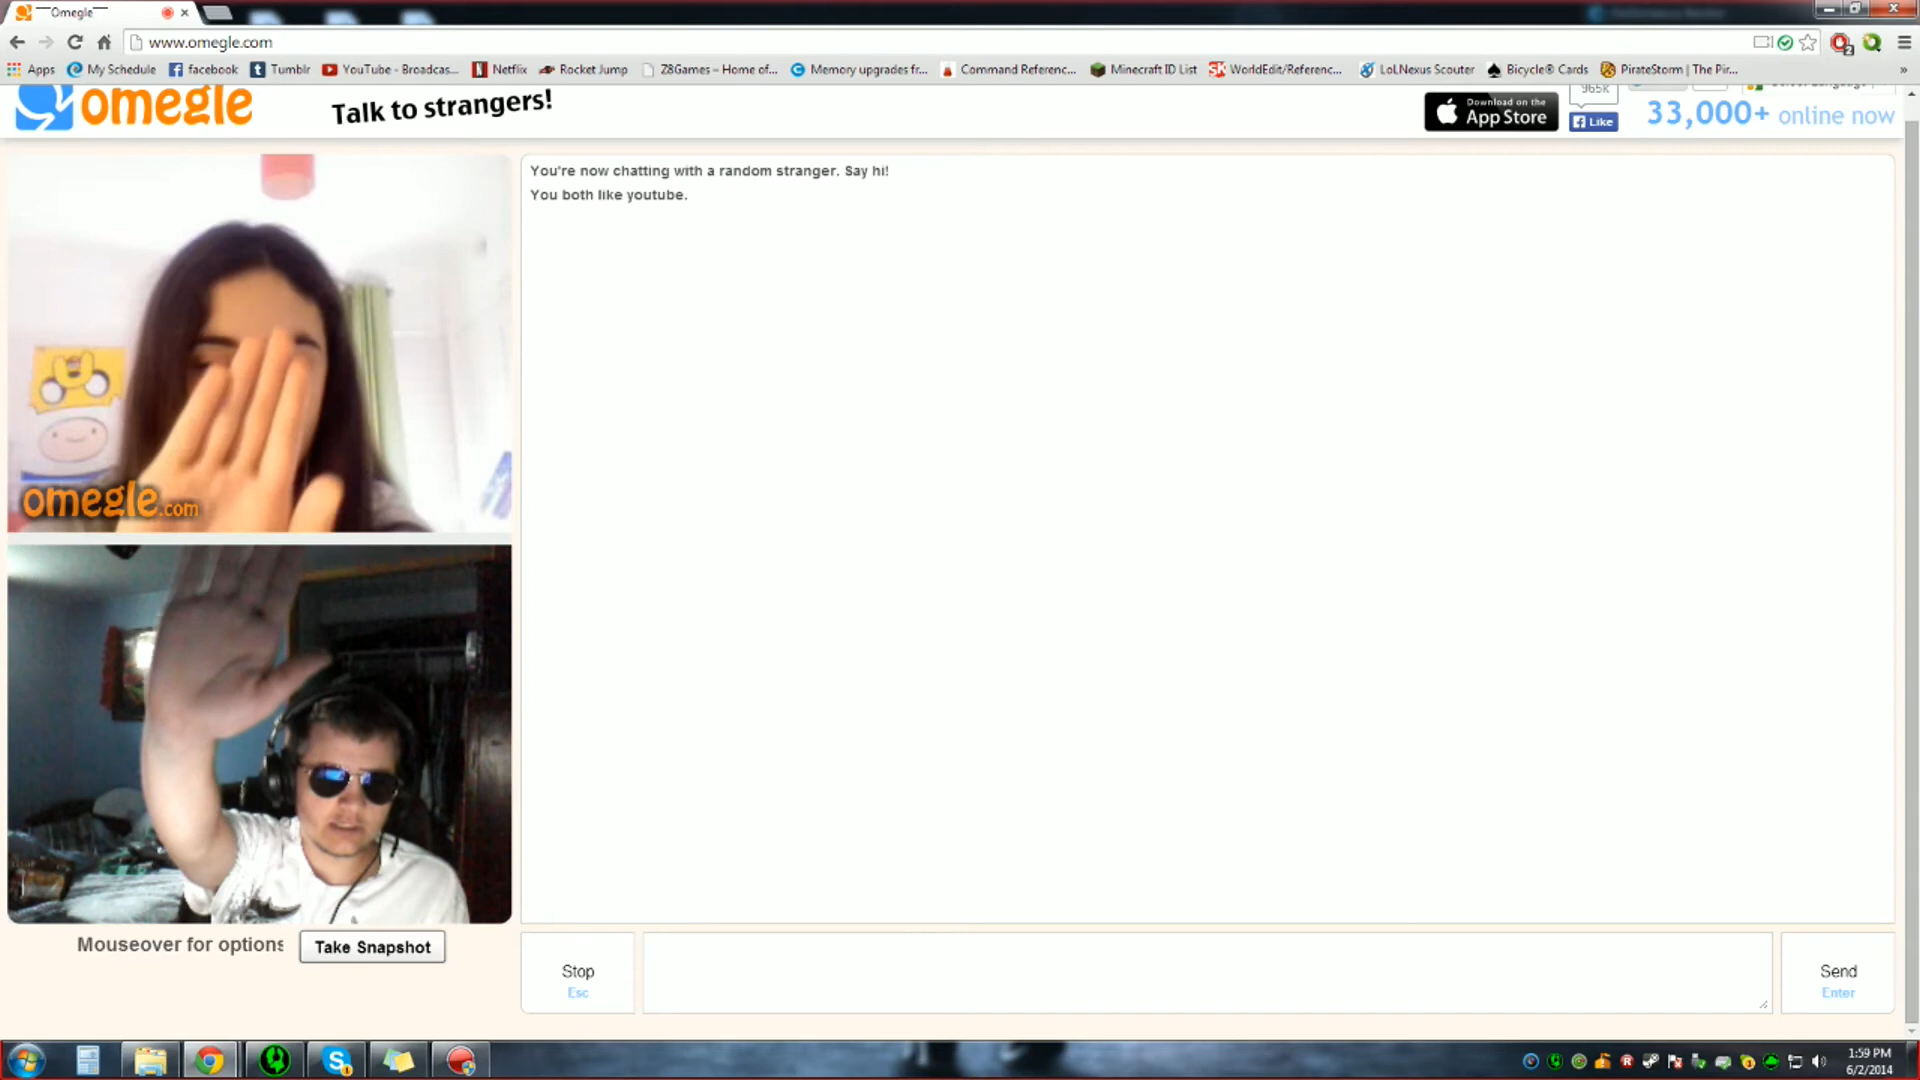 Omegle
www.omegle.com
Apps
My Schedule
facebook
Tumblr
YouTube - Broadcas...
Netflix
Rocket Jump
Z8Games – Home of...
Memory upgrades fr...
Command Referenc...
Minecraft ID List
WorldEdit/Referenc...
LoLNexus Scouter
Bicycle® Cards
PirateStorm | The Pir...
»
omegle
Talk to strangers!
Download on the
App Store
965k
Like
33,000+ online now
You're now chatting with a random stranger. Say hi!
You both like youtube.
omegle.com
Mouseover for options
Take Snapshot
Stop
Esc
Send
Enter
1:59 PM
6/2/2014